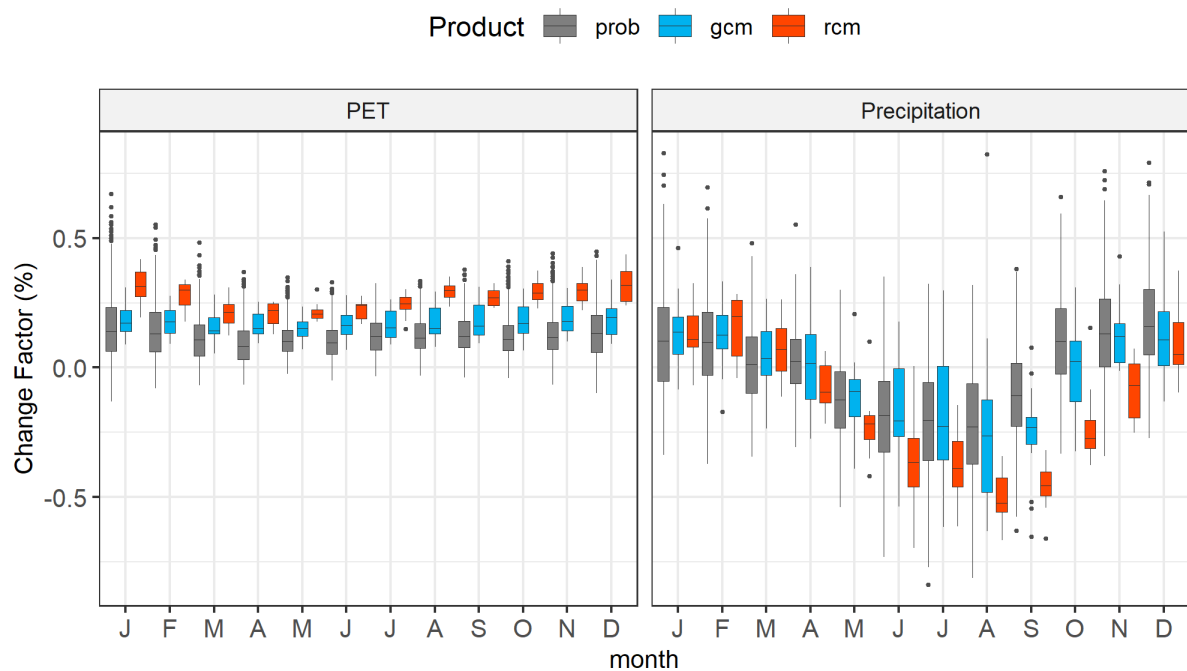 Product prob gcm rcm
PET Precipitation
Change Factor (%)
0.5
0.0
-0.5
J F M A M J J A S O N D J F M A M J J A S O N D
month